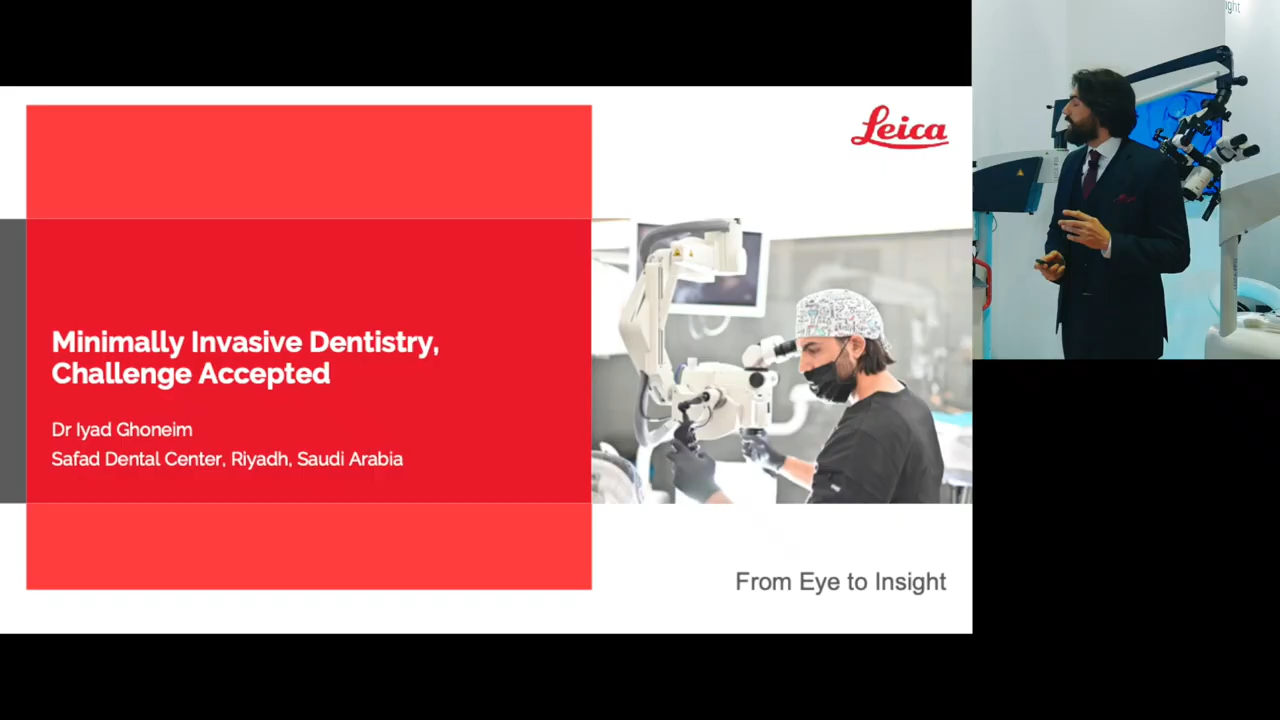 Leica
Minimally Invasive Dentistry,
Challenge Accepted
Dr Iyad Ghoneim
Safad Dental Center, Riyadh, Saudi Arabia
From Eye to Insight